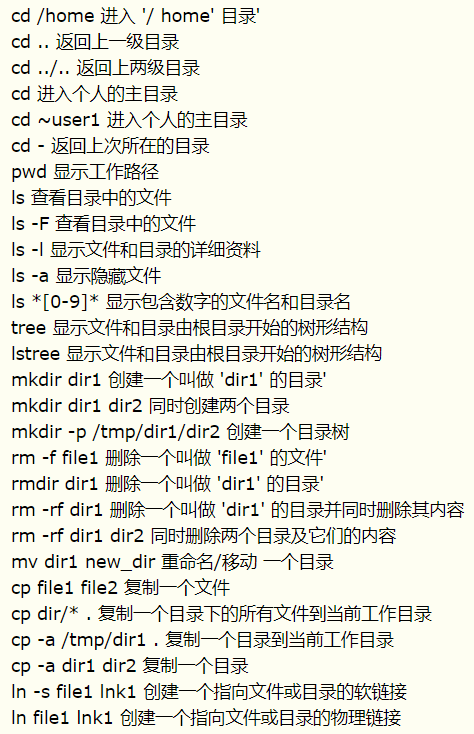 cd /home 进入 '/ home' 目录'
cd .. 返回上一级目录
cd ../.. 返回上两级目录
cd 进入个人的主目录
cd ~user1 进入个人的主目录
cd - 返回上次所在的目录
pwd 显示工作路径
ls 查看目录中的文件
ls -F 查看目录中的文件
ls -l 显示文件和目录的详细资料
ls -a 显示隐藏文件
ls *[0-9]* 显示包含数字的文件名和目录名
tree 显示文件和目录由根目录开始的树形结构
lstree 显示文件和目录由根目录开始的树形结构
mkdir dir1 创建一个叫做 'dir1' 的目录'
mkdir dir1 dir2 同时创建两个目录
mkdir -p /tmp/dir1/dir2 创建一个目录树
rm -f file1 删除一个叫做 'file1' 的文件'
rmdir dir1 删除一个叫做 'dir1' 的目录'
rm -rf dir1 删除一个叫做 'dir1' 的目录并同时删除其内容
rm -rf dir1 dir2 同时删除两个目录及它们的内容
mv dir1 new_dir 重命名/移动 一个目录
cp file1 file2 复制一个文件
cp dir/* . 复制一个目录下的所有文件到当前工作目录
cp -a /tmp/dir1 . 复制一个目录到当前工作目录
cp -a dir1 dir2 复制一个目录
ln -s file1 lnk1 创建一个指向文件或目录的软链接
ln file1 lnk1 创建一个指向文件或目录的物理链接